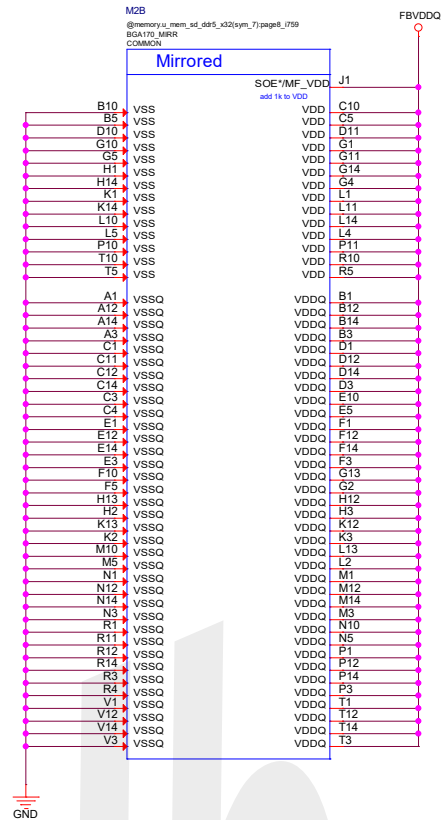 M2B
@memory.u_mem_sd_ddr5_x32(sym_7):page8_i759
BGA170_MIRR
COMMON
FBVDDQ
Mirrored
SOE*/MF_VDD J1
add 1k to VDD
B10 VSS VDD C10
B5 VSS VDD C5
D10 VSS VDD D11
G10 VSS VDD G1
G5 VSS VDD G11
H1 VSS VDD G14
H14 VSS VDD G4
K1 VSS VDD L1
K14 VSS VDD L11
L10 VSS VDD L14
L5 VSS VDD L4
P10 VSS VDD P11
T10 VSS VDD R10
T5 VSS VDD R5
A1 VSSQ VDDQ B1
A12 VSSQ VDDQ B12
A14 VSSQ VDDQ B14
A3 VSSQ VDDQ B3
C1 VSSQ VDDQ D1
C11 VSSQ VDDQ D12
C12 VSSQ VDDQ D14
C14 VSSQ VDDQ D3
C3 VSSQ VDDQ E10
C4 VSSQ VDDQ E5
E1 VSSQ VDDQ F1
E12 VSSQ VDDQ F12
E14 VSSQ VDDQ F14
E3 VSSQ VDDQ F3
F10 VSSQ VDDQ G13
F5 VSSQ VDDQ G2
H13 VSSQ VDDQ H12
H2 VSSQ VDDQ H3
K13 VSSQ VDDQ K12
K2 VSSQ VDDQ K3
M10 VSSQ VDDQ L13
M5 VSSQ VDDQ L2
N1 VSSQ VDDQ M1
N12 VSSQ VDDQ M12
N14 VSSQ VDDQ M14
N3 VSSQ VDDQ M3
R1 VSSQ VDDQ N10
R11 VSSQ VDDQ N5
R12 VSSQ VDDQ P1
R14 VSSQ VDDQ P12
R3 VSSQ VDDQ P14
R4 VSSQ VDDQ P3
V1 VSSQ VDDQ T1
V12 VSSQ VDDQ T12
V14 VSSQ VDDQ T14
V3 VSSQ VDDQ T3
GND